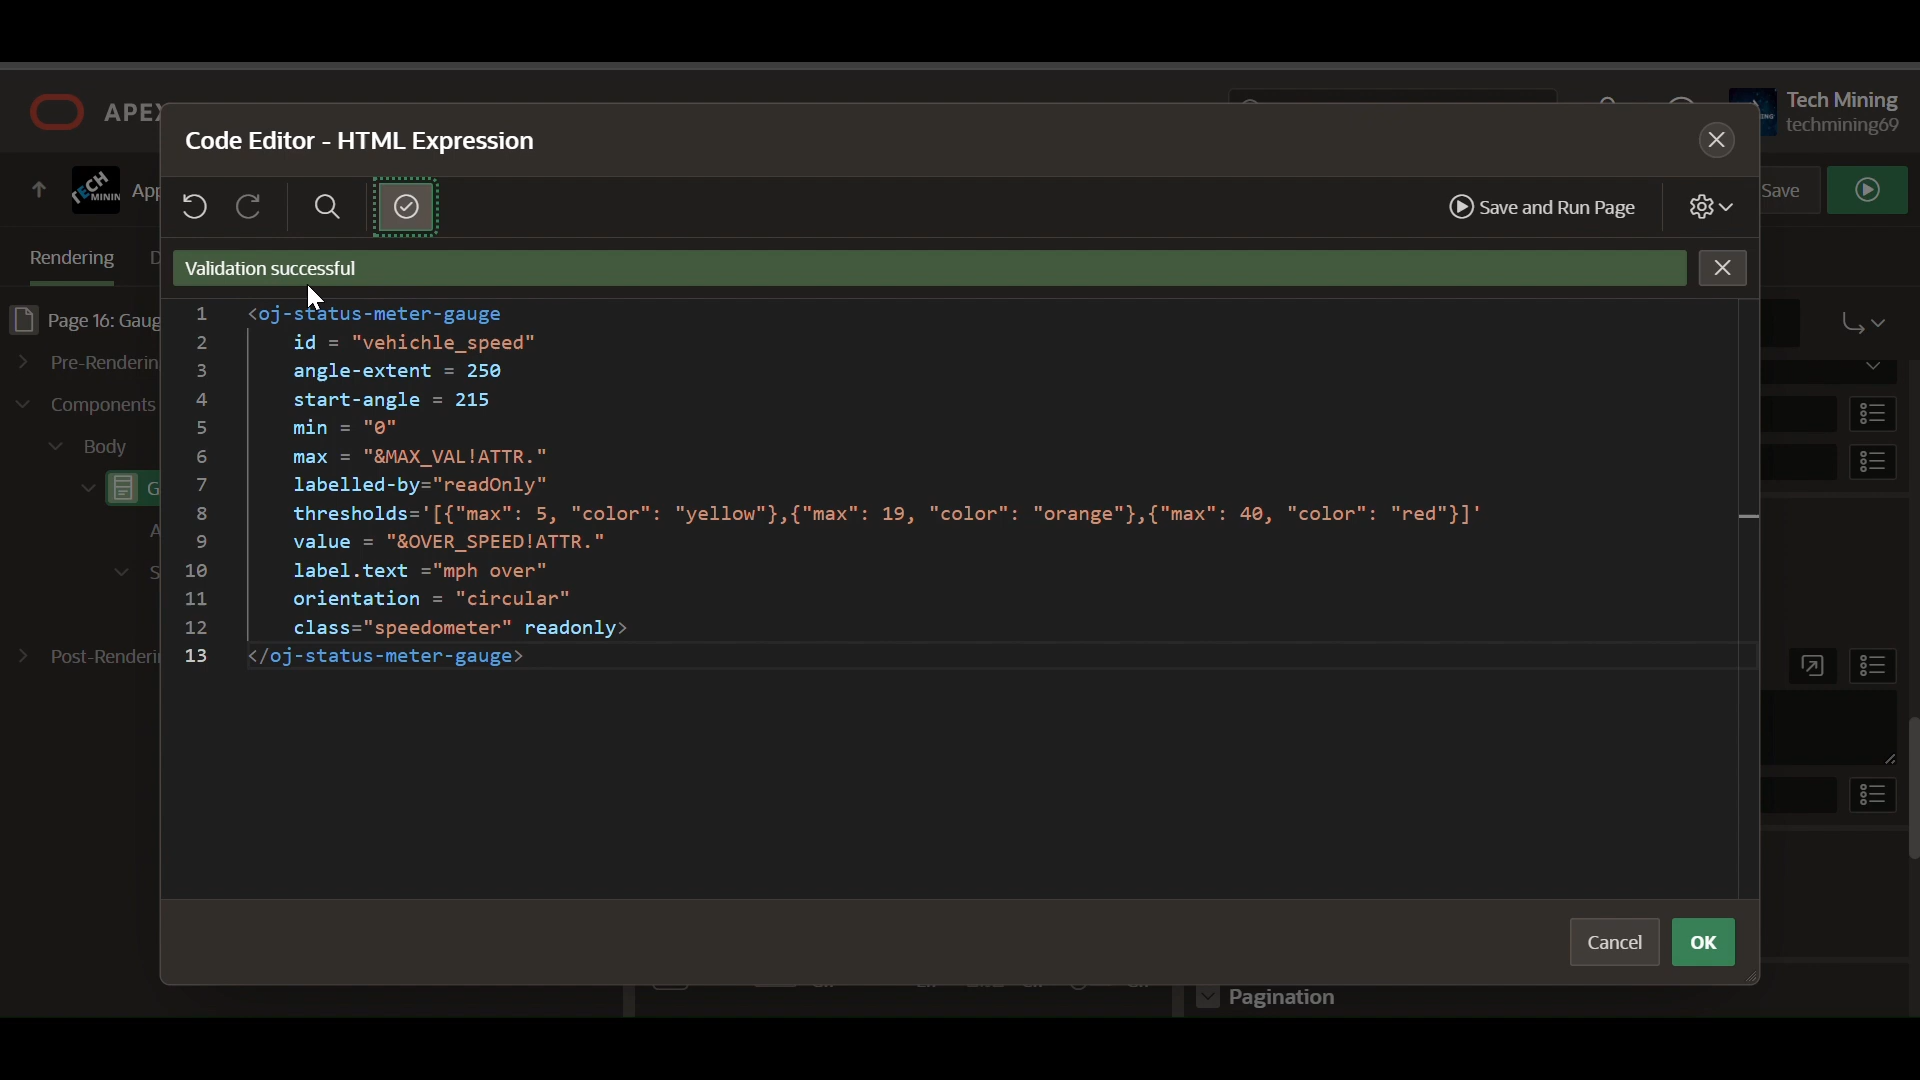 APEX
Tech Mining
techmining69
Code Editor - HTML Expression
TECH
MINING
App
Save and Run Page
Save
Rendering
D
Validation successful
Page 16: Gaug
Pre-Renderin
Components
Body
G
A
S
Post-Renderi
1 <oj-status-meter-gauge
2 id = "vehichle_speed"
3 angle-extent = 250
4 start-angle = 215
5 min = "0"
6 max = "&MAX_VAL!ATTR."
7 labelled-by="readOnly"
8 thresholds='[{"max": 5, "color": "yellow"},{"max": 19, "color": "orange"},{"max": 40, "color": "red"}]'
9 value = "&OVER_SPEED!ATTR."
10 label.text ="mph over"
11 orientation = "circular"
12 class="speedometer" readonly>
13 </oj-status-meter-gauge>
Cancel
OK
Pagination